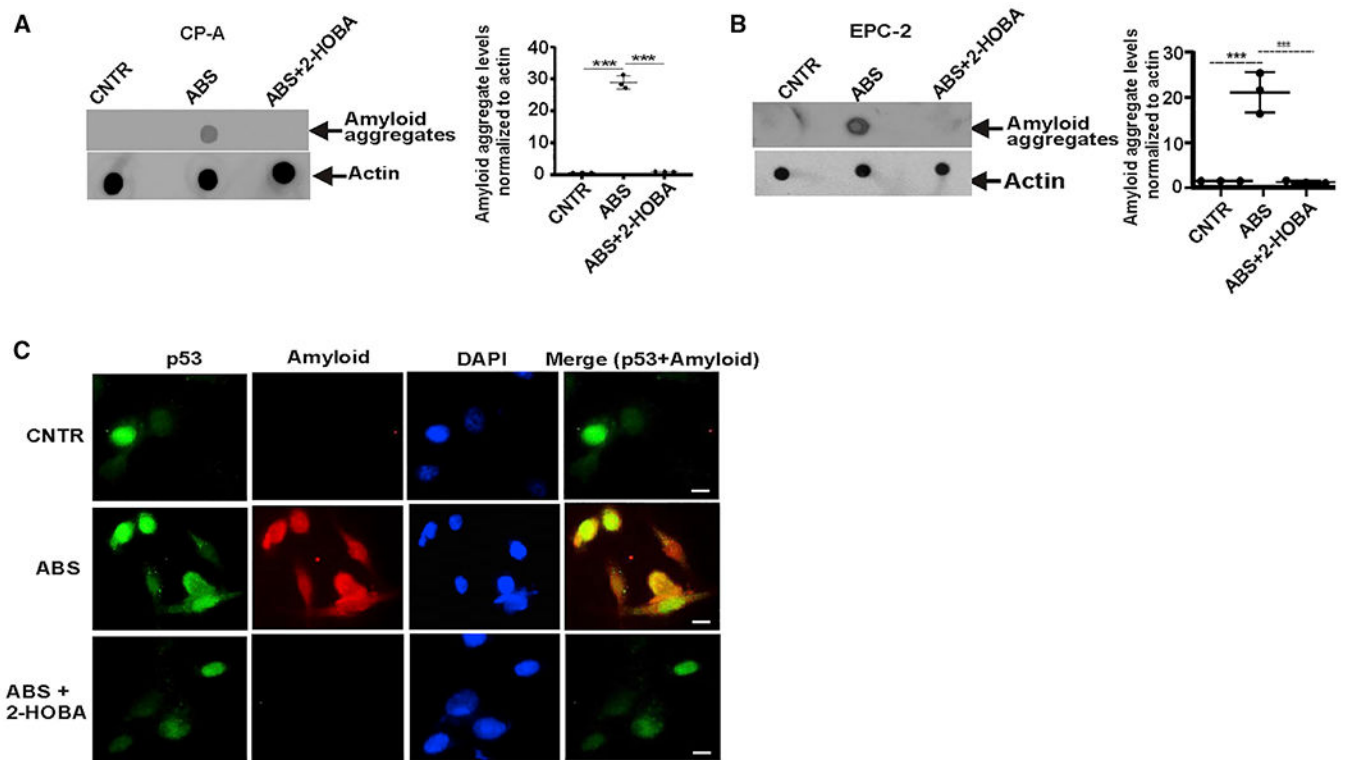 A
CP-A
CNTR
ABS
ABS+2-HOBA
Amyloid
aggregates
Actin
Amyloid aggregate levels
normalized to actin
40
30
20
10
0
***
***
CNTR
ABS
ABS+2-HOBA
B
EPC-2
CNTR
ABS
ABS+2-HOBA
Amyloid
aggregates
Actin
Amyloid aggregate levels
normalized to actin
30
20
10
0
***
***
CNTR
ABS
ABS+2-HOBA
C
p53
Amyloid
DAPI
Merge (p53+Amyloid)
CNTR
ABS
ABS +
2-HOBA